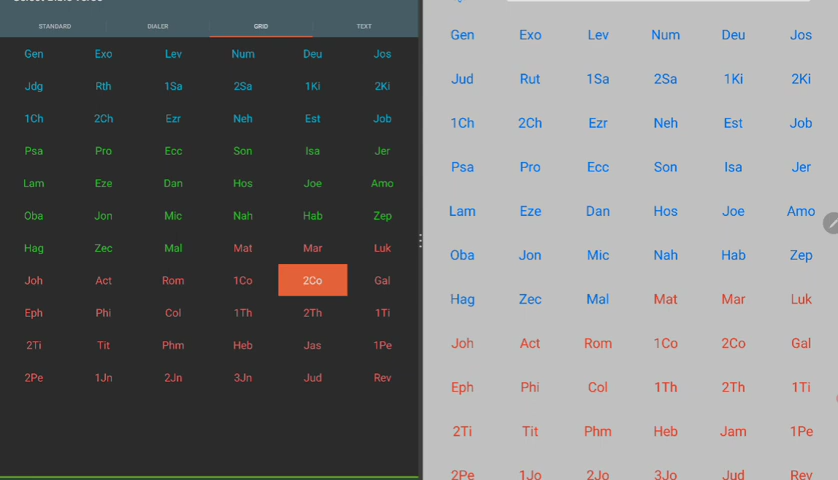 STANDARD DIALER GRID TEXT
Gen Exo Lev Num Deu Jos
Jdg Rth 1Sa 2Sa 1Ki 2Ki
1Ch 2Ch Ezr Neh Est Job
Psa Pro Ecc Son Isa Jer
Lam Eze Dan Hos Joe Amo
Oba Jon Mic Nah Hab Zep
Hag Zec Mal Mat Mar Luk
Joh Act Rom 1Co 2Co Gal
Eph Phi Col 1Th 2Th 1Ti
2Ti Tit Phm Heb Jas 1Pe
2Pe 1Jn 2Jn 3Jn Jud Rev
Gen Exo Lev Num Deu Jos
Jud Rut 1Sa 2Sa 1Ki 2Ki
1Ch 2Ch Ezr Neh Est Job
Psa Pro Ecc Son Isa Jer
Lam Eze Dan Hos Joe Amo
Oba Jon Mic Nah Hab Zep
Hag Zec Mal Mat Mar Luk
Joh Act Rom 1Co 2Co Gal
Eph Phi Col 1Th 2Th 1Ti
2Ti Tit Phm Heb Jam 1Pe
2Pe 1Jo 2Jo 3Jo Jud Rev